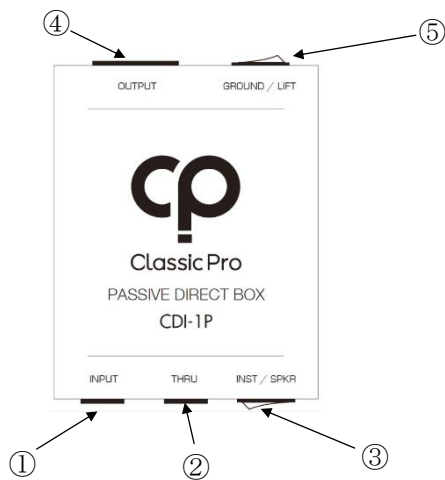 ④ ⑤
OUTPUT GROUND / LIFT
cp
Classic Pro
PASSIVE DIRECT BOX
CDI-1P
INPUT THRU INST / SPKR
① ② ③